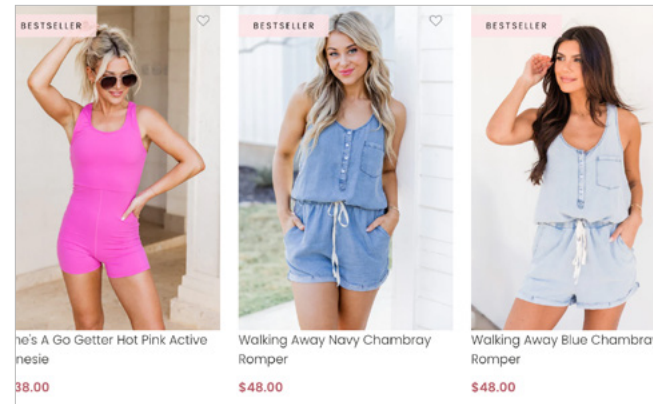 BESTSELLER
BESTSELLER
BESTSELLER
he's A Go Getter Hot Pink Active
nesie
38.00
Walking Away Navy Chambray
Romper
$48.00
Walking Away Blue Chambra
Romper
$48.00